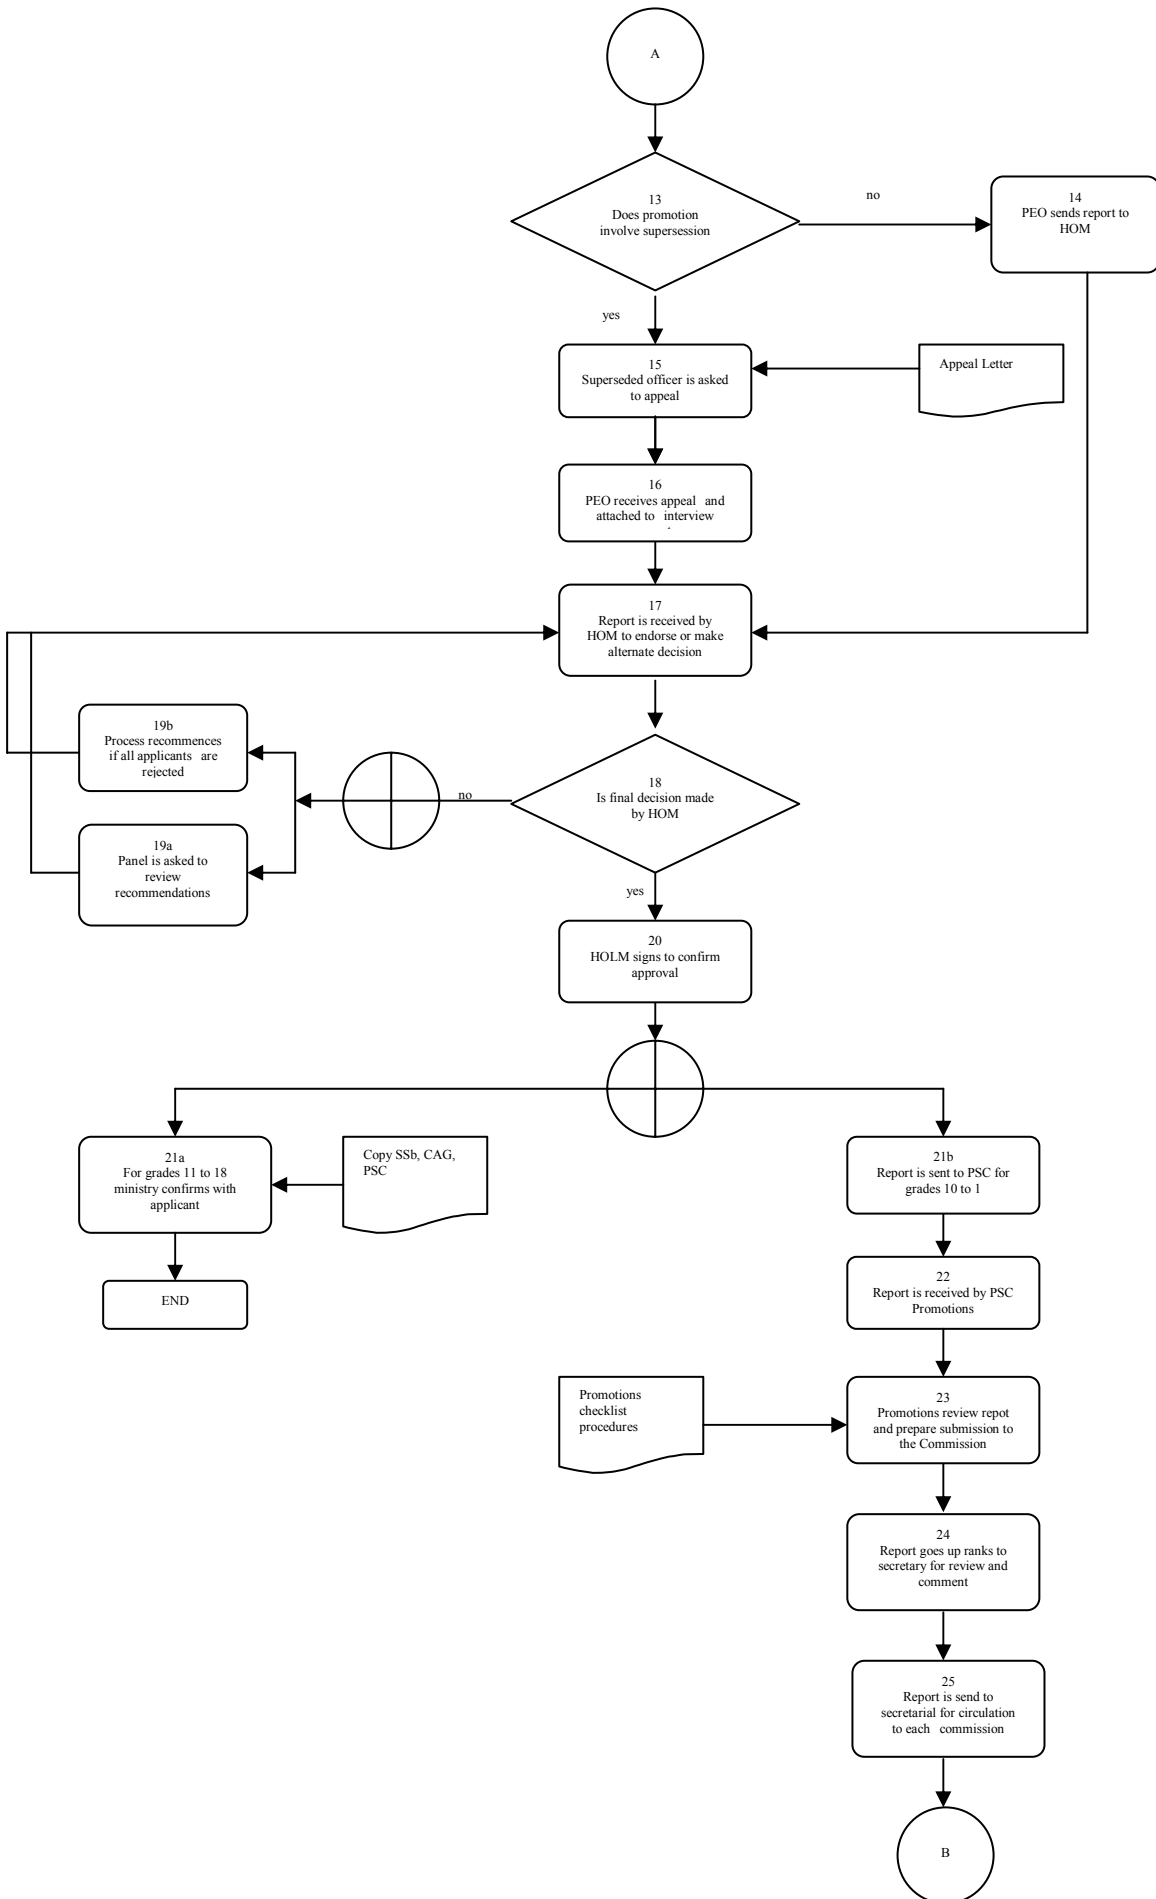 A
13
Does promotion
involve supersession
no
14
PEO sends report to
HOM
yes
15
Superseded officer is asked
to appeal
Appeal Letter
16
PEO receives appeal and
attached to interview
17
Report is received by
HOM to endorse or make
alternate decision
19b
Process recommences
if all applicants are
rejected
18
Is final decision made
by HOM
no
19a
Panel is asked to
review
recommendations
yes
20
HOLM signs to confirm
approval
21a
For grades 11 to 18
ministry confirms with
applicant
Copy SSb, CAG,
PSC
21b
Report is sent to PSC for
grades 10 to 1
END
22
Report is received by PSC
Promotions
Promotions
checklist
procedures
23
Promotions review repot
and prepare submission to
the Commission
24
Report goes up ranks to
secretary for review and
comment
25
Report is send to
secretarial for circulation
to each commission
B